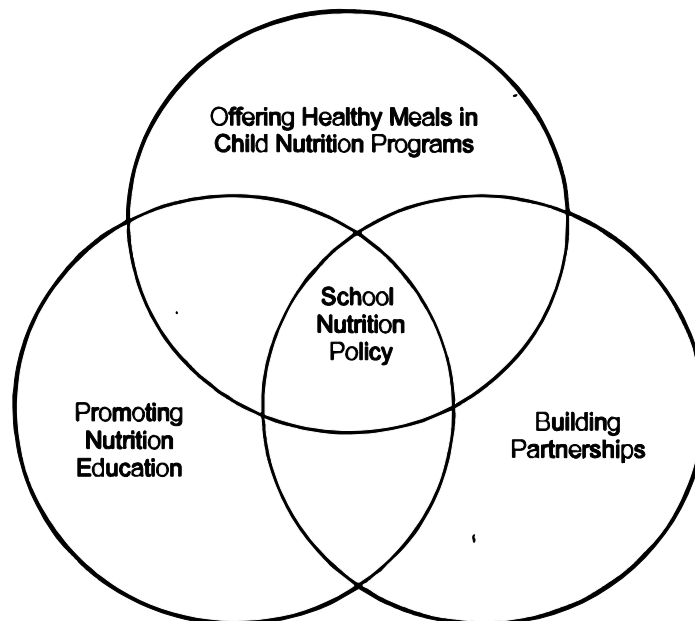 Offering Healthy Meals in
Child Nutrition Programs
School
Nutrition
Policy
Promoting
Nutrition
Education
Building
Partnerships